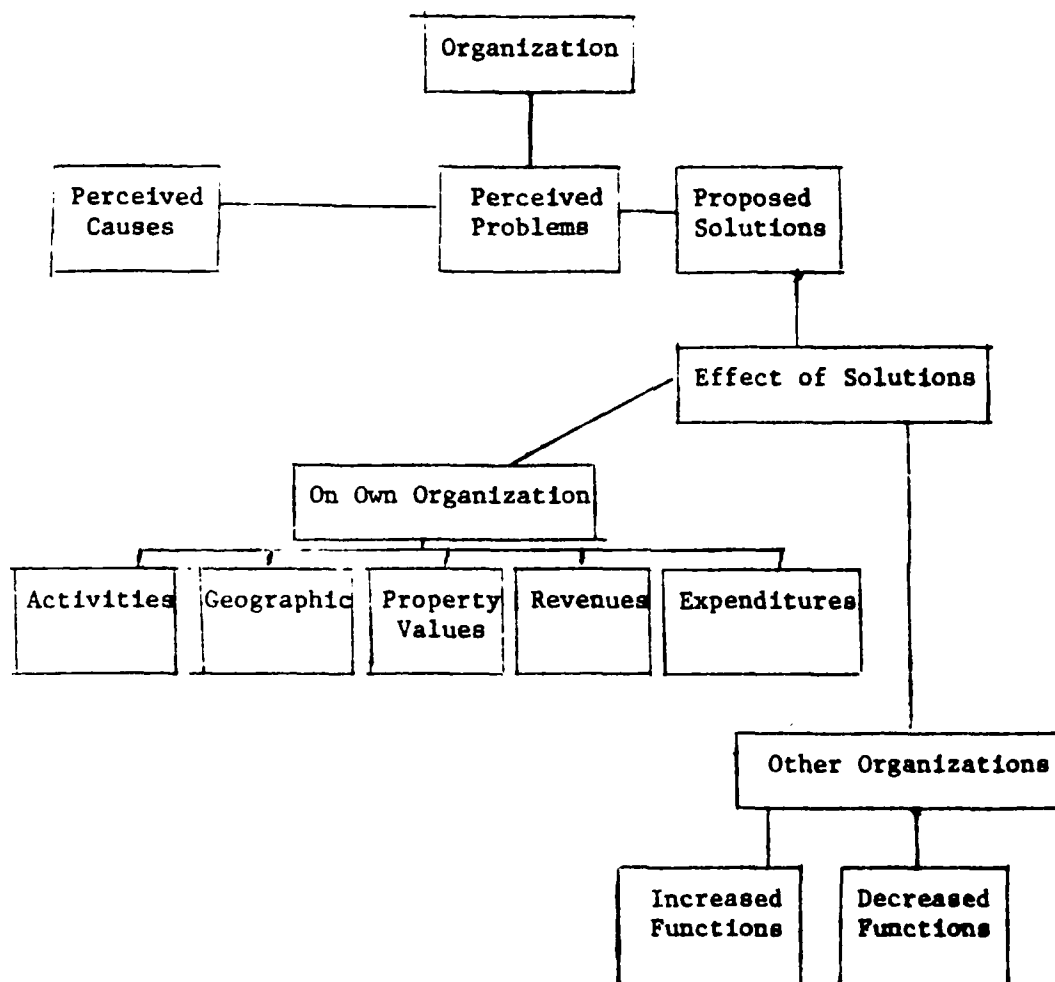 Organization
Perceived
Causes
Perceived
Problems
Proposed
Solutions
Effect of Solutions
On Own Organization
Activities
Geographic
Property
Values
Revenues
Expenditures
Other Organizations
Increased
Functions
Decreased
Functions